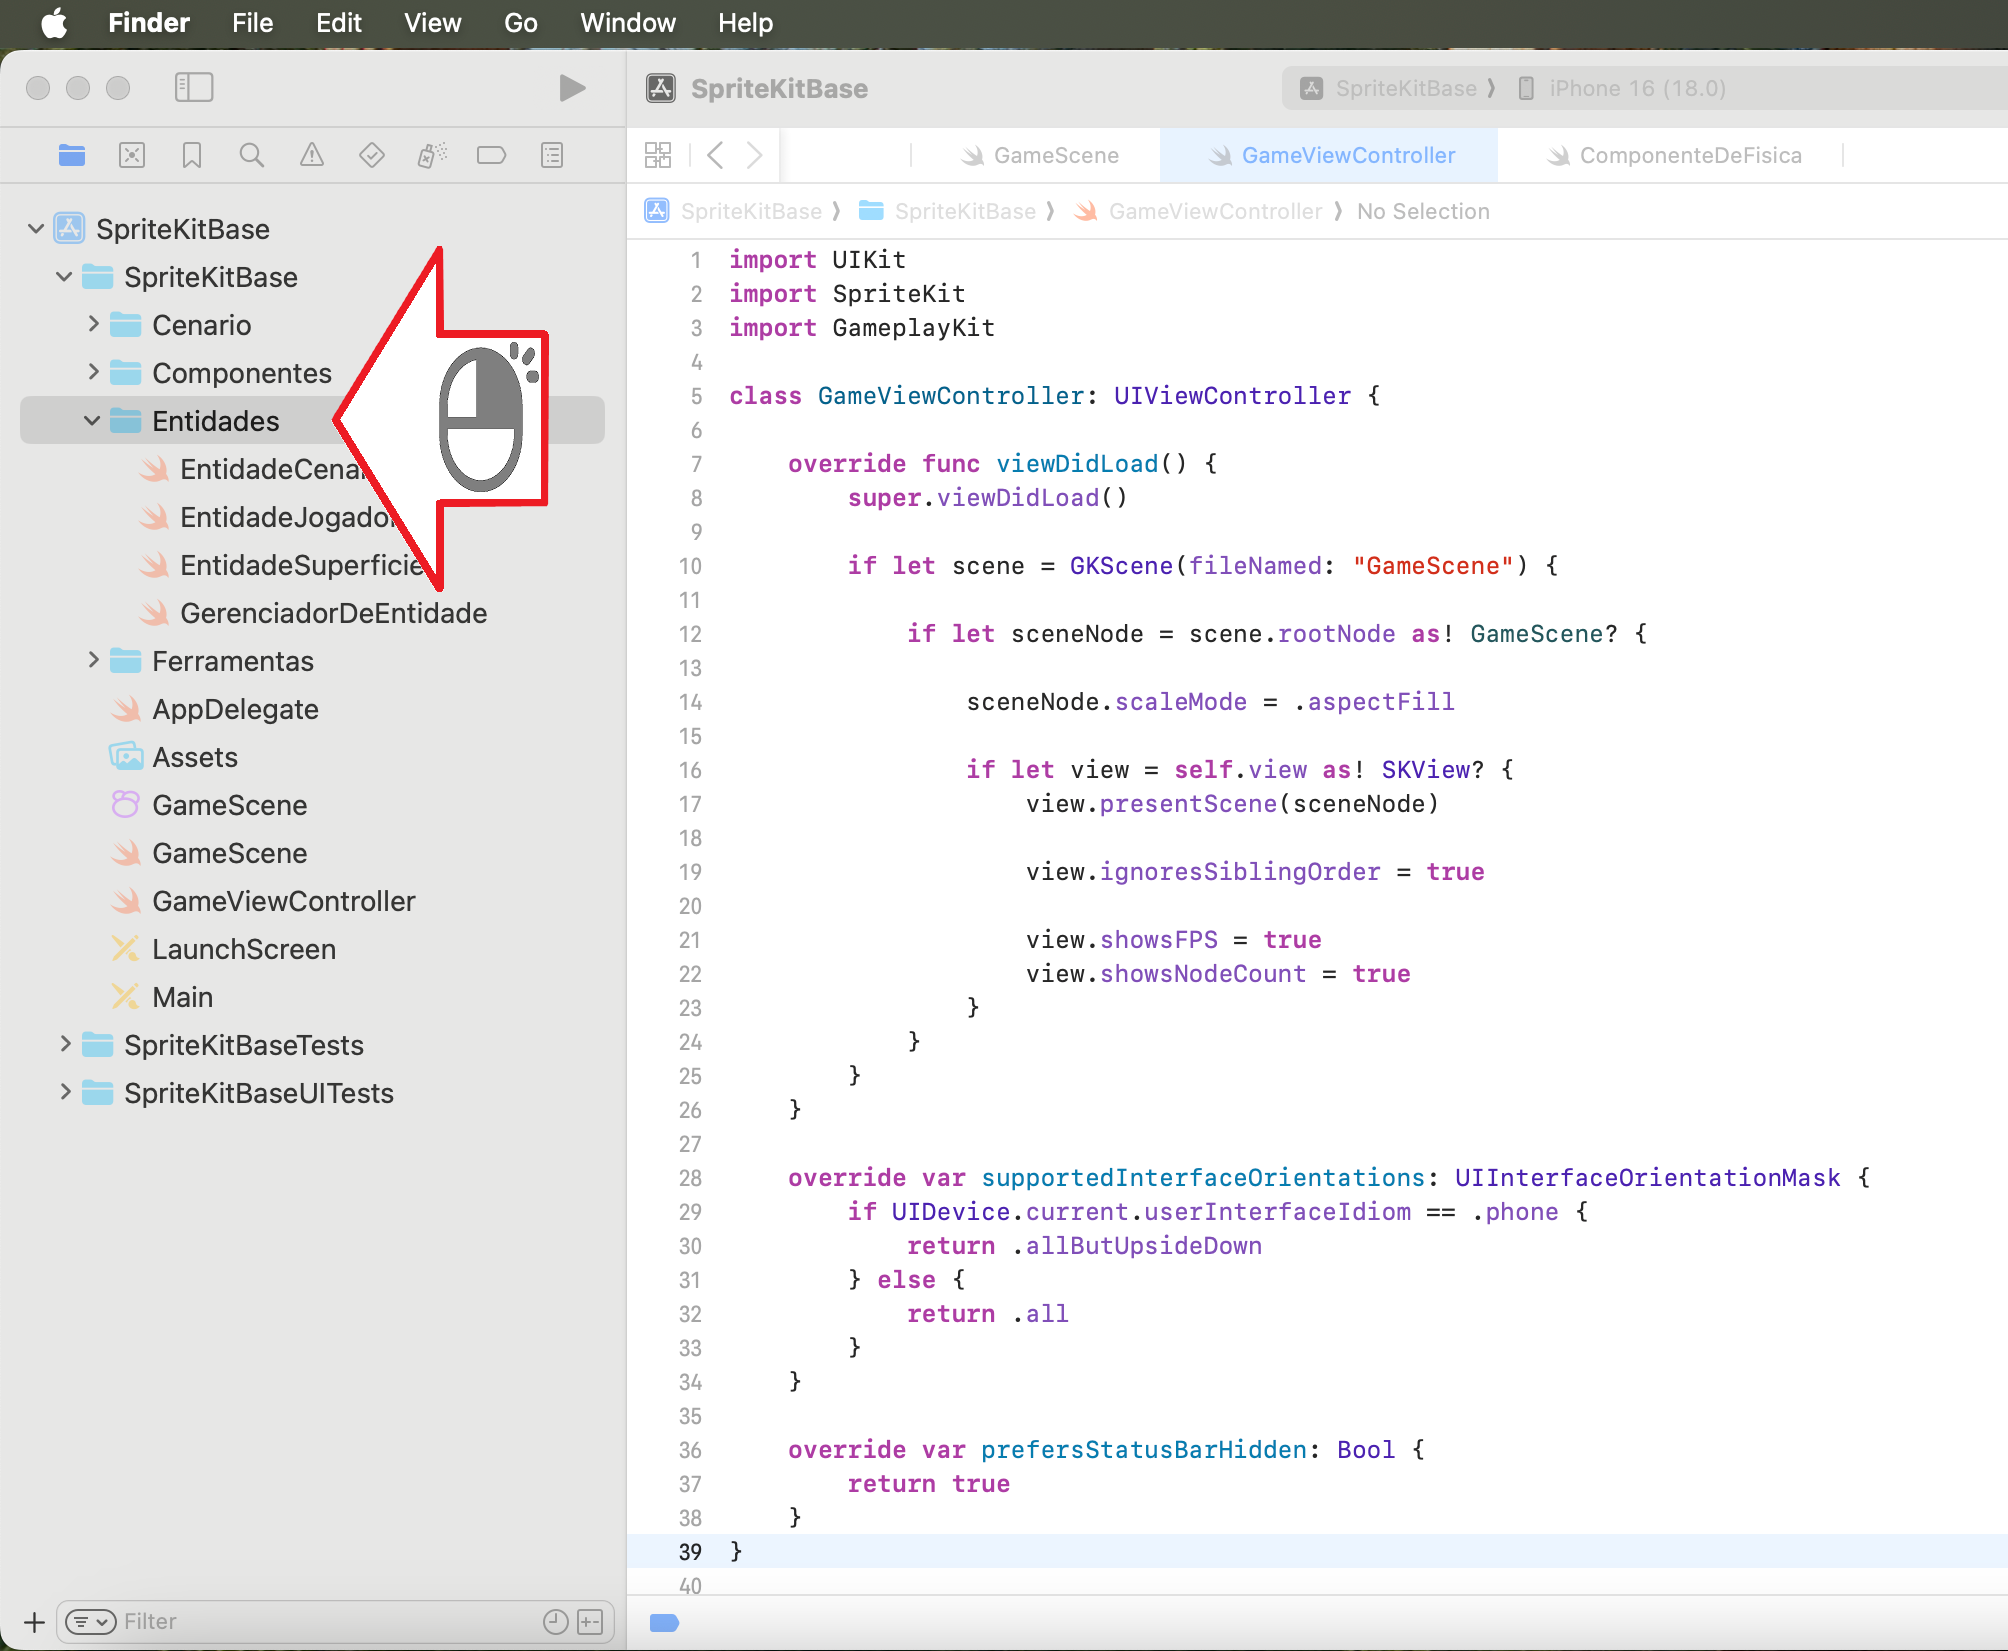 Finder File Edit View Go Window Help
SpriteKitBase
SpriteKitBase ❭ iPhone 16 (18.0)
GameScene
GameViewController
ComponenteDeFisica
SpriteKitBase ❭ SpriteKitBase ❭ GameViewController ❭ No Selection
SpriteKitBase
SpriteKitBase
Cenario
Componentes
Entidades
EntidadeJogador
EntidadeSuperficie
GerenciadorDeEntidade
Ferramentas
AppDelegate
Assets
GameScene
GameScene
GameViewController
LaunchScreen
Main
SpriteKitBaseTests
SpriteKitBaseUITests
Filter
1 import UIKit
2 import SpriteKit
3 import GameplayKit
4
5 class GameViewController: UIViewController {
6
7 override func viewDidLoad() {
8 super.viewDidLoad()
9
10 if let scene = GKScene(fileNamed: "GameScene") {
11
12 if let sceneNode = scene.rootNode as! GameScene? {
13
14 sceneNode.scaleMode = .aspectFill
15
16 if let view = self.view as! SKView? {
17 view.presentScene(sceneNode)
18
19 view.ignoresSiblingOrder = true
20
21 view.showsFPS = true
22 view.showsNodeCount = true
23 }
24 }
25 }
26 }
27
28 override var supportedInterfaceOrientations: UIInterfaceOrientationMask {
29 if UIDevice.current.userInterfaceIdiom == .phone {
30 return .allButUpsideDown
31 } else {
32 return .all
33 }
34 }
35
36 override var prefersStatusBarHidden: Bool {
37 return true
38 }
39 }
40